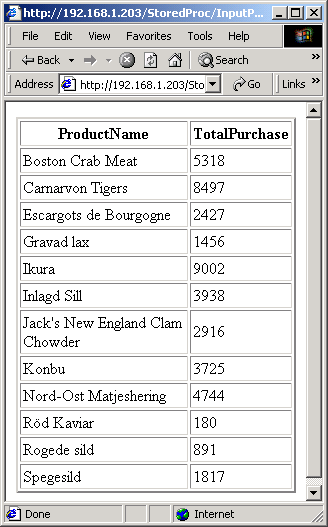 http://192.168.1.203/StoredProc/InputP...
File Edit View Favorites Tools Help
Back Search
Address http://192.168.1.203/Sto Go Links »
ProductName TotalPurchase
Boston Crab Meat 5318
Carnarvon Tigers 8497
Escargots de Bourgogne 2427
Gravad lax 1456
Ikura 9002
Inlagd Sill 3938
Jack's New England Clam
Chowder 2916
Konbu 3725
Nord-Ost Matjeshering 4744
Röd Kaviar 180
Rogede sild 891
Spegesild 1817
Done Internet